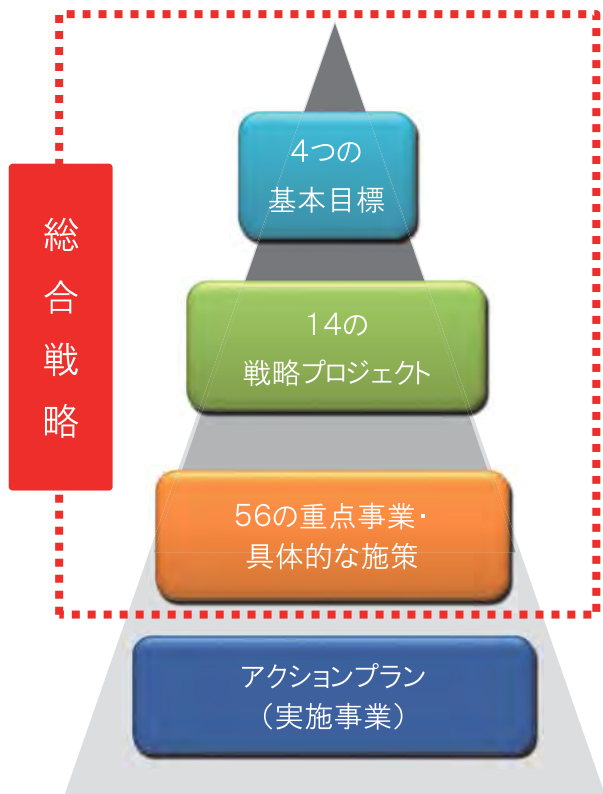 総合戦略
4つの
基本目標
14の
戦略プロジェクト
56の重点事業・
具体的な施策
アクションプラン
（実施事業）